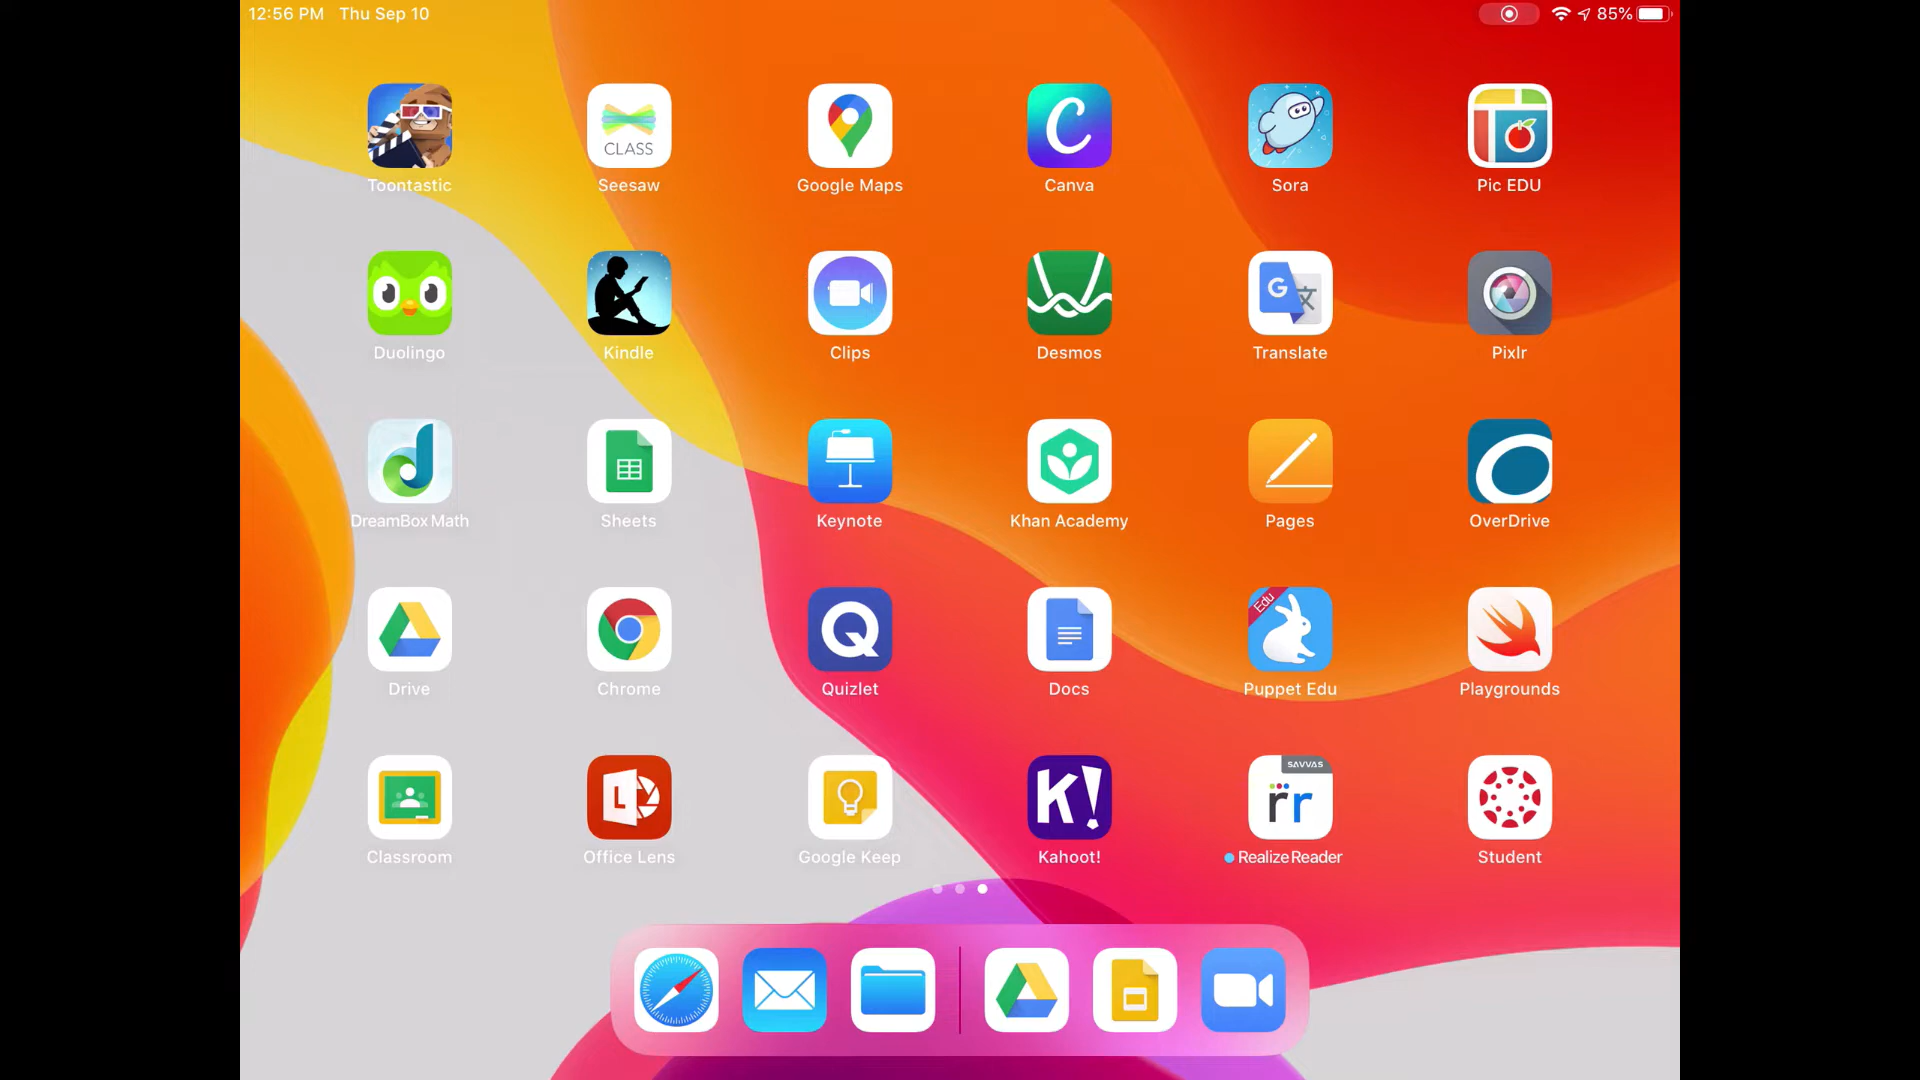 12:56 PM Thu Sep 10 85%
CLASS
Toontastic Seesaw Google Maps Canva Sora Pic EDU
Duolingo Kindle Clips Desmos Translate Pixlr
DreamBox Math Sheets Keynote Khan Academy Pages OverDrive
Edu
Drive Chrome Quizlet Docs Puppet Edu Playgrounds
K! SAVVAS rr
Classroom Office Lens Google Keep Kahoot! Realize Reader Student